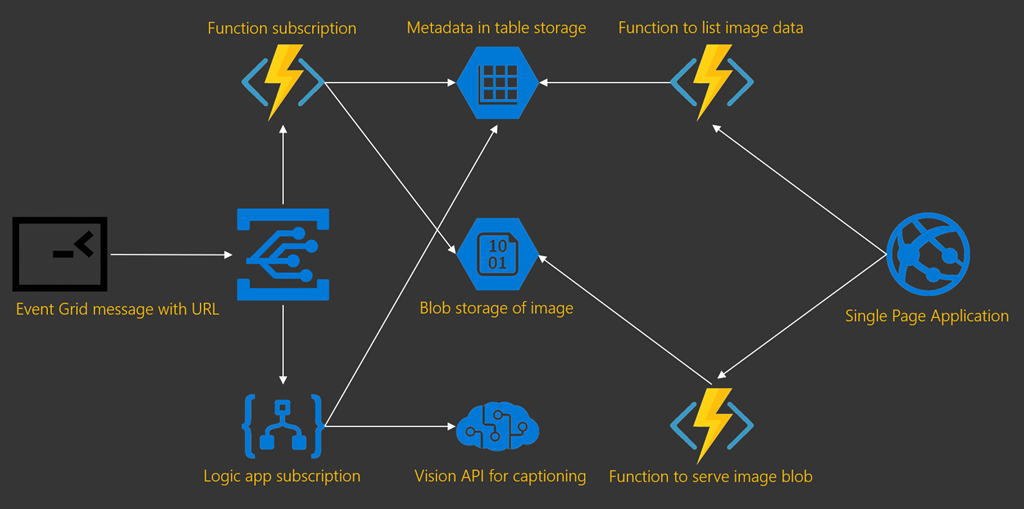 Function subscription
Metadata in table storage
Function to list image data
10
01
Event Grid message with URL
Blob storage of image
Single Page Application
Logic app subscription
Vision API for captioning
Function to serve image blob